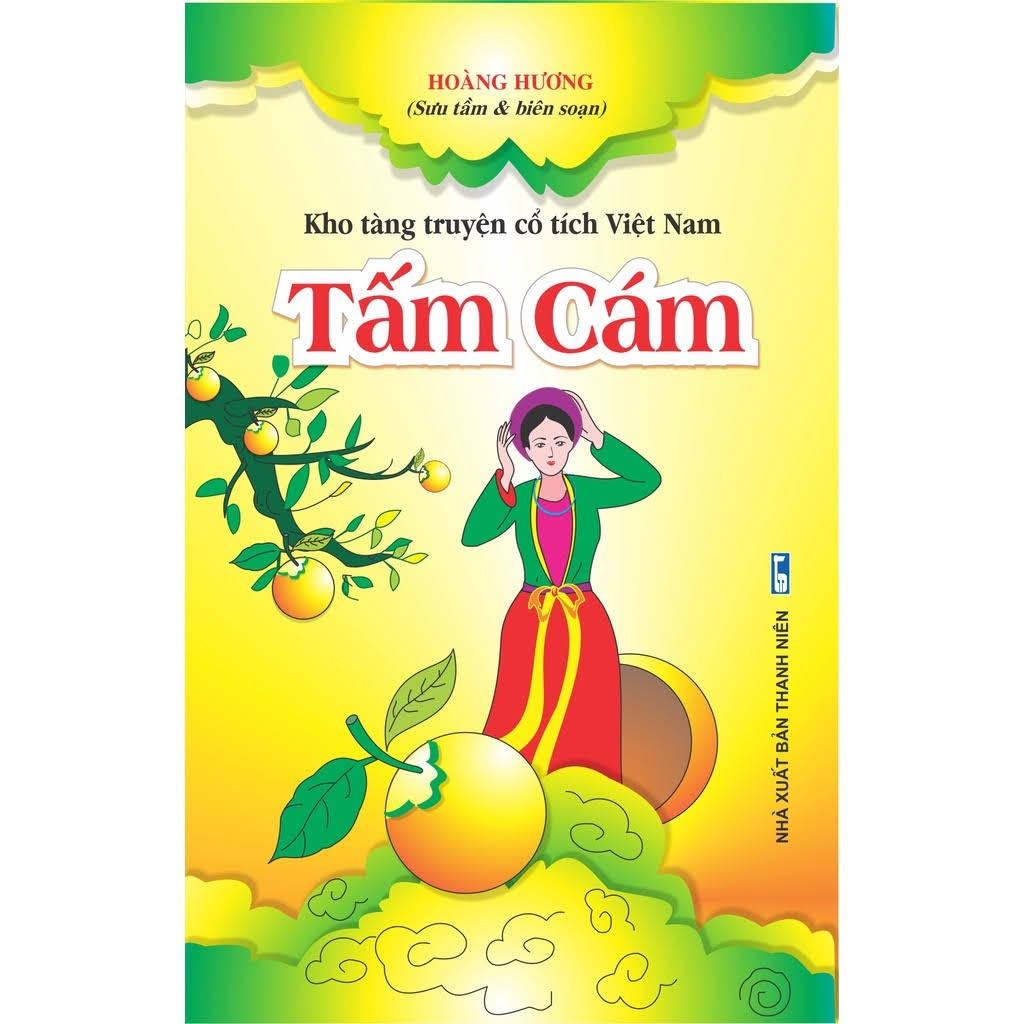 HOÀNG HƯƠNG
(Sưu tầm & biên soạn)
Kho tàng truyện cổ tích Việt Nam
Tấm Cám
NHÀ XUẤT BẢN THANH NIÊN